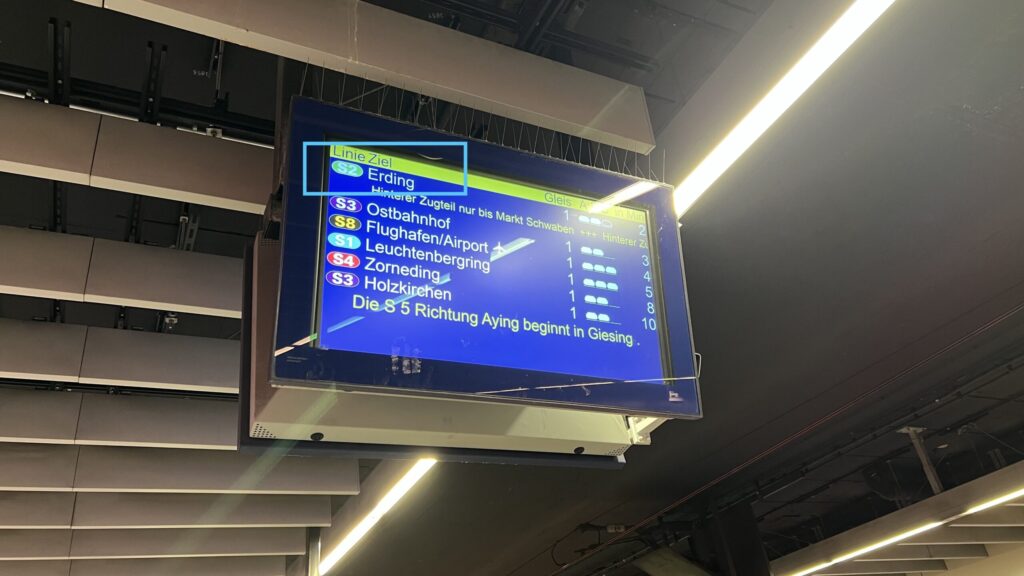 Linie Ziel Gleis
S2 Erding 1 2
Hinterer Zugteil nur bis Markt Schwaben +++ Hinterer Zu
S3 Ostbahnhof 1 3
S8 Flughafen/Airport 1 4
S1 Leuchtenbergring 1 5
S4 Zorneding 1 8
S3 Holzkirchen 1 10
Die S 5 Richtung Aying beginnt in Giesing .